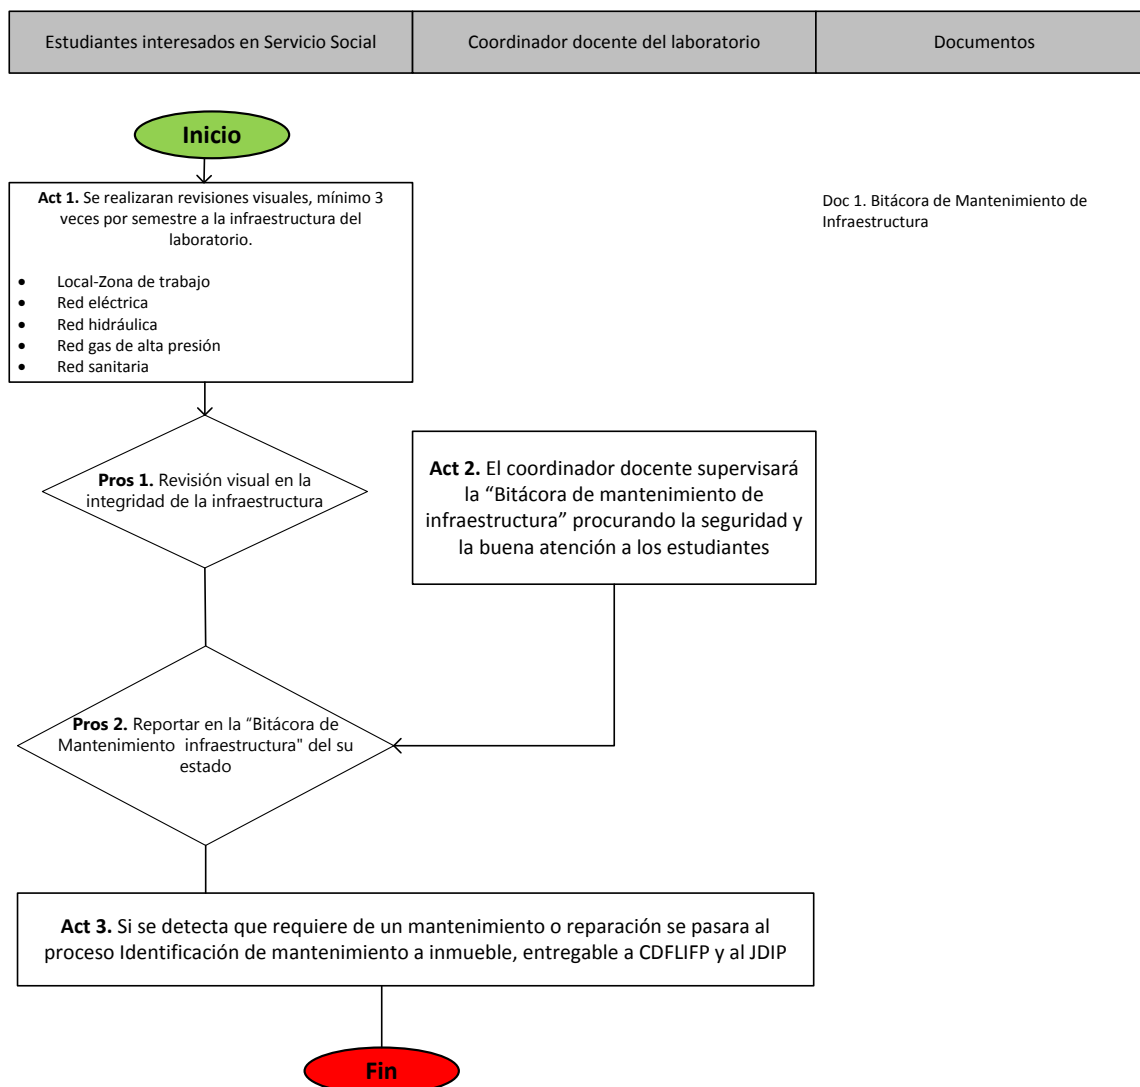 Estudiantes interesados en Servicio Social
Coordinador docente del laboratorio
Documentos
Inicio
Act 1. Se realizaran revisiones visuales, mínimo 3
veces por semestre a la infraestructura del
laboratorio.
• Local-Zona de trabajo
• Red eléctrica
• Red hidráulica
• Red gas de alta presión
• Red sanitaria
Doc 1. Bitácora de Mantenimiento de
Infraestructura
Pros 1. Revisión visual en la
integridad de la infraestructura
Act 2. El coordinador docente supervisará
la “Bitácora de mantenimiento de
infraestructura” procurando la seguridad y
la buena atención a los estudiantes
Pros 2. Reportar en la “Bitácora de
Mantenimiento infraestructura" del su
estado
Act 3. Si se detecta que requiere de un mantenimiento o reparación se pasara al
proceso Identificación de mantenimiento a inmueble, entregable a CDFLIFP y al JDIP
Fin